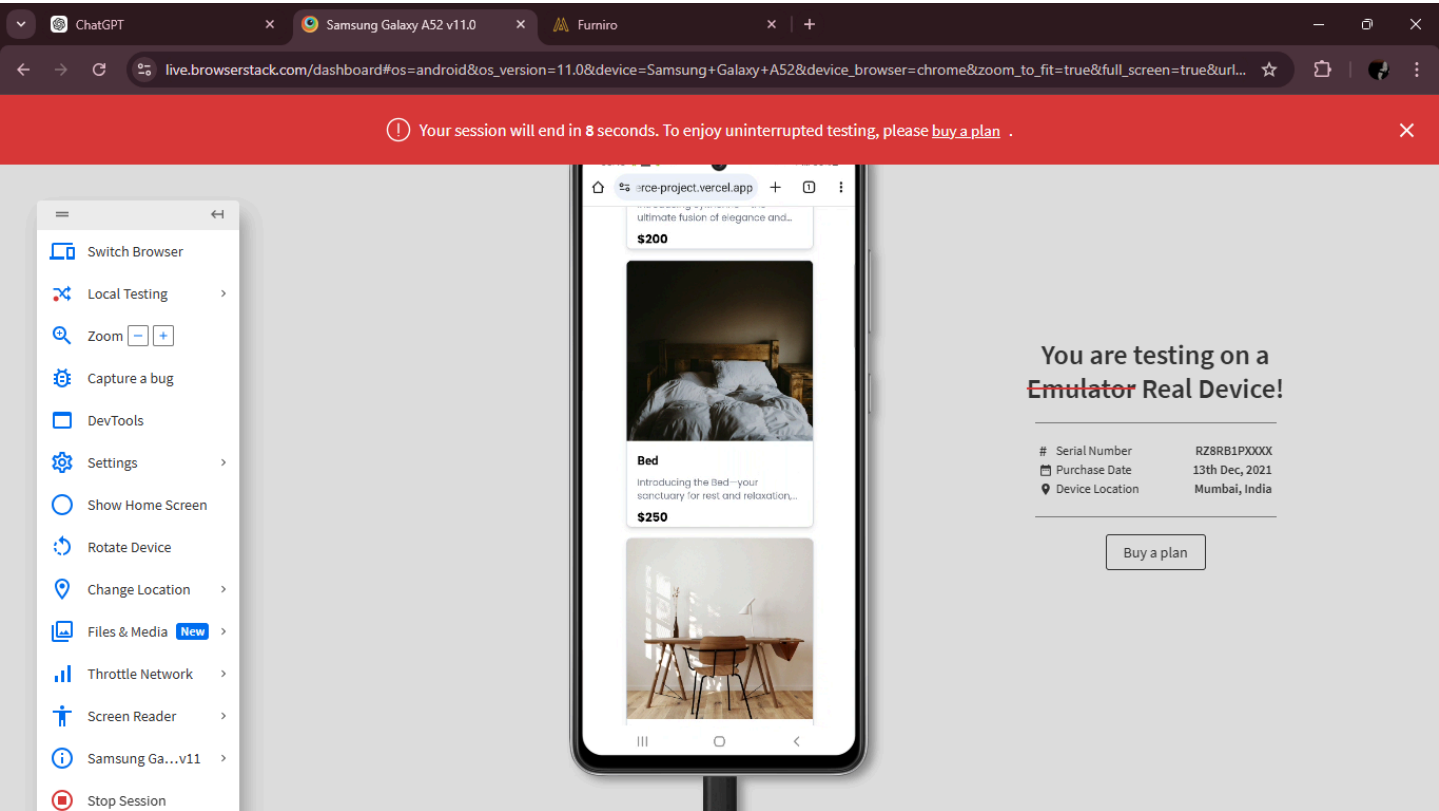 ChatGPT
Samsung Galaxy A52 v11.0
Furniro
live.browserstack.com/dashboard#os=android&os_version=11.0&device=Samsung+Galaxy+A52&device_browser=chrome&zoom_to_fit=true&full_screen=true&url...
Your session will end in 8 seconds. To enjoy uninterrupted testing, please buy a plan .
erce-project.vercel.app
1
ultimate fusion of elegance and...
$200
Bed
Introducing the Bed—your
sanctuary for rest and relaxation,...
$250
Switch Browser
Local Testing
Zoom - +
Capture a bug
DevTools
Settings
Show Home Screen
Rotate Device
Change Location
Files & Media New
Throttle Network
Screen Reader
Samsung Ga...v11
Stop Session
You are testing on a
Emulator Real Device!
# Serial Number RZ8RB1PXXXX
Purchase Date 13th Dec, 2021
Device Location Mumbai, India
Buy a plan